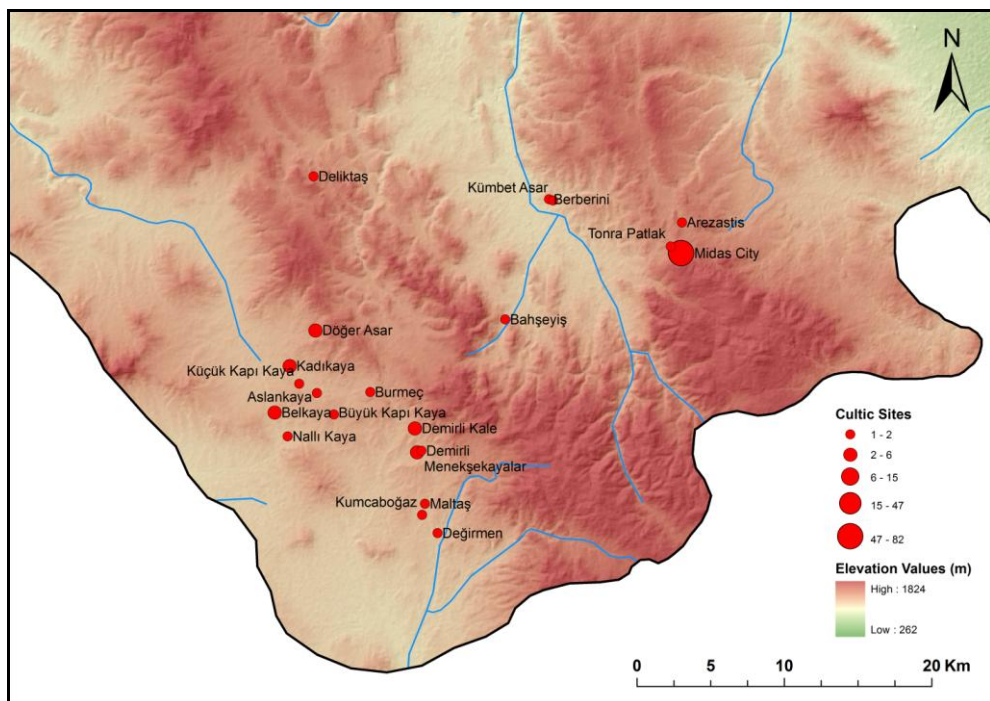 N
Deliktaş
Kümbet Asar
Berberini
Arezastis
Tonra Patlak
Midas City
Bahşeyiş
Döğer Asar
Kadıkaya
Küçük Kapı Kaya
Aslankaya
Burmeç
Belkaya
Büyük Kapı Kaya
Nallı Kaya
Demirli Kale
Demirli
Menekşekayalar
Kumcaboğaz
Maltaş
Değirmen
Cultic Sites
1 - 2
2 - 6
6 - 15
15 - 47
47 - 82
Elevation Values (m)
High : 1824
Low : 262
0 5 10 20 Km